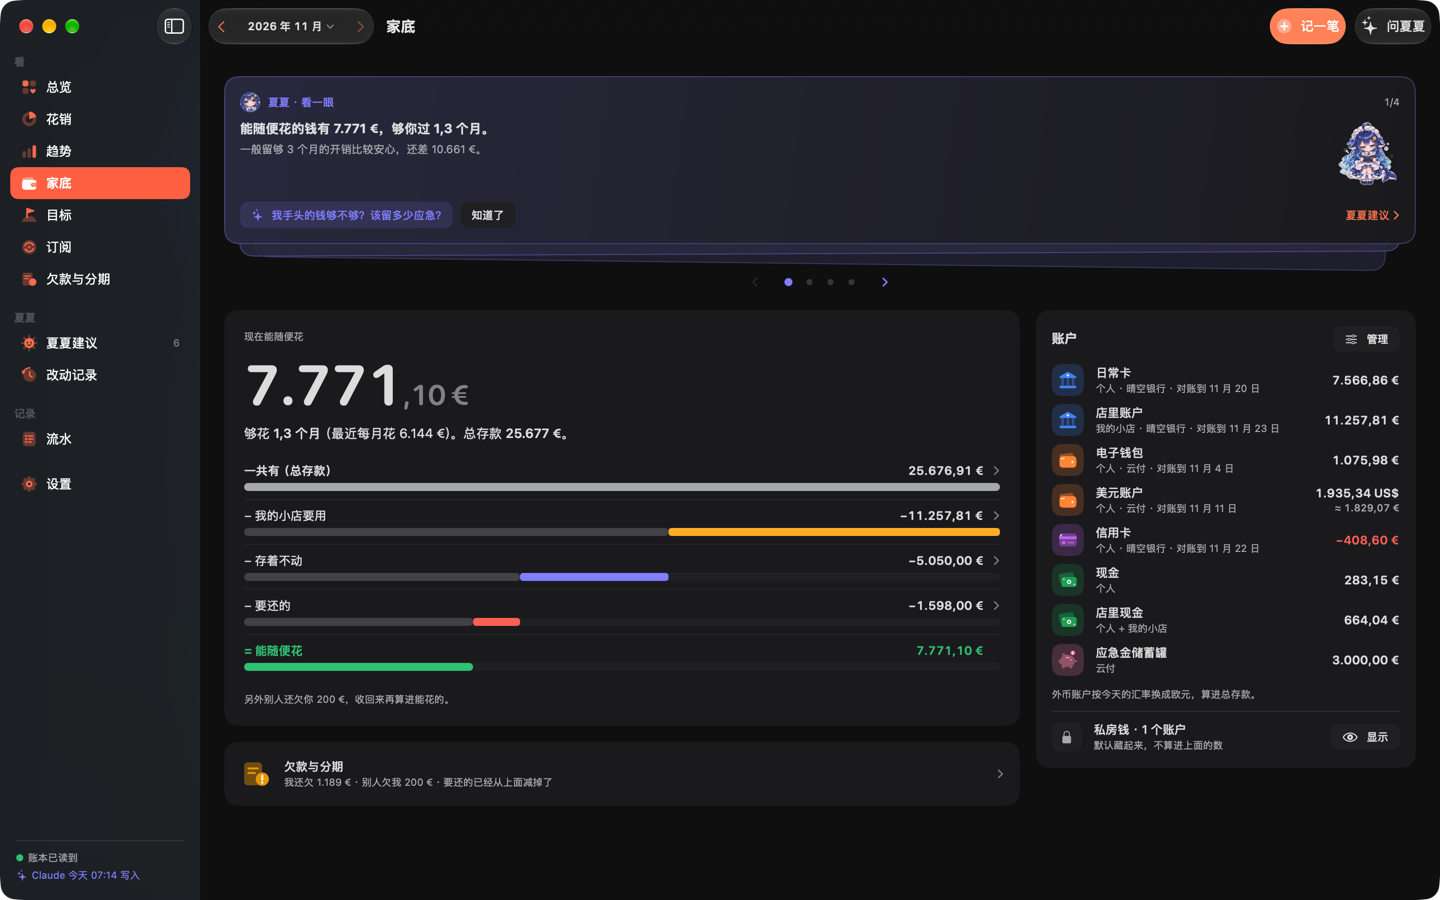 2026 年 11 月
家底
记一笔
问夏夏
看
总览
花销
趋势
家底
目标
订阅
欠款与分期
夏夏
夏夏建议
6
改动记录
记录
流水
设置
账本已读到
Claude 今天 07:14 写入
夏夏 · 看一眼
1/4
能随便花的钱有 7.771 €，够你过 1,3 个月。
一般留够 3 个月的开销比较安心，还差 10.661 €。
我手头的钱够不够？该留多少应急？
知道了
夏夏建议
现在能随便花
7.771,10 €
够花 1,3 个月（最近每月花 6.144 €）。总存款 25.677 €。
一共有（总存款）
25.676,91 €
– 我的小店要用
−11.257,81 €
– 存着不动
−5.050,00 €
– 要还的
−1.598,00 €
= 能随便花
7.771,10 €
另外别人还欠你 200 €，收回来再算进能花的。
欠款与分期
我还欠 1.189 € · 别人欠我 200 € · 要还的已经从上面减掉了
账户
管理
日常卡
个人 · 晴空银行 · 对账到 11 月 20 日
7.566,86 €
店里账户
我的小店 · 晴空银行 · 对账到 11 月 23 日
11.257,81 €
电子钱包
个人 · 云付 · 对账到 11 月 4 日
1.075,98 €
美元账户
个人 · 云付 · 对账到 11 月 11 日
1.935,34 US$
≈ 1.829,07 €
信用卡
个人 · 晴空银行 · 对账到 11 月 22 日
−408,60 €
现金
个人
283,15 €
店里现金
个人 + 我的小店
664,04 €
应急金储蓄罐
云付
3.000,00 €
外币账户按今天的汇率换成欧元，算进总存款。
私房钱 · 1 个账户
默认藏起来，不算进上面的数
显示